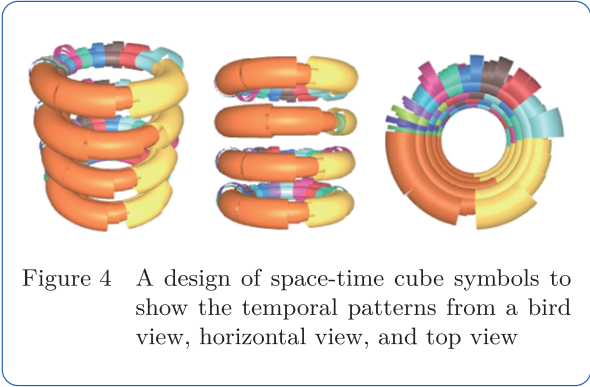 Figure 4 A design of space-time cube symbols to
show the temporal patterns from a bird
view, horizontal view, and top view